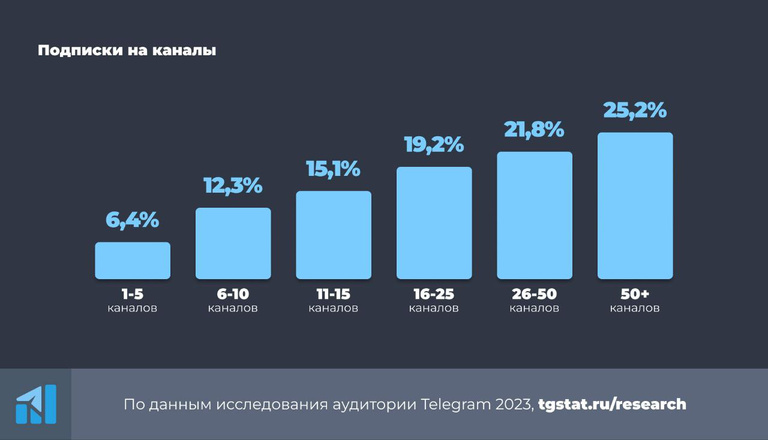 Подписки на каналы
25,2%
21,8%
19,2%
15,1%
12,3%
6,4%
1-5 6-10 11-15 16-25 26-50 50+
каналов каналов каналов каналов каналов каналов
По данным исследования аудитории Telegram 2023, tgstat.ru/research